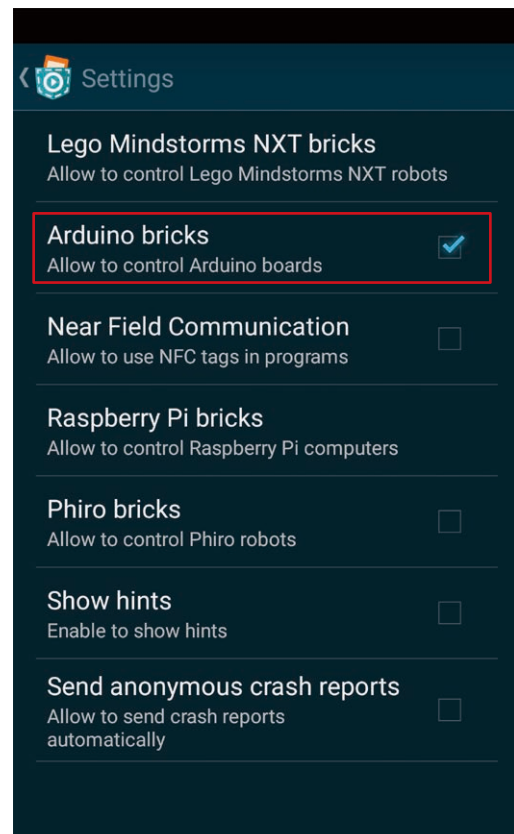 Settings
Lego Mindstorms NXT bricks
Allow to control Lego Mindstorms NXT robots
Arduino bricks
Allow to control Arduino boards
Near Field Communication
Allow to use NFC tags in programs
Raspberry Pi bricks
Allow to control Raspberry Pi computers
Phiro bricks
Allow to control Phiro robots
Show hints
Enable to show hints
Send anonymous crash reports
Allow to send crash reports
automatically